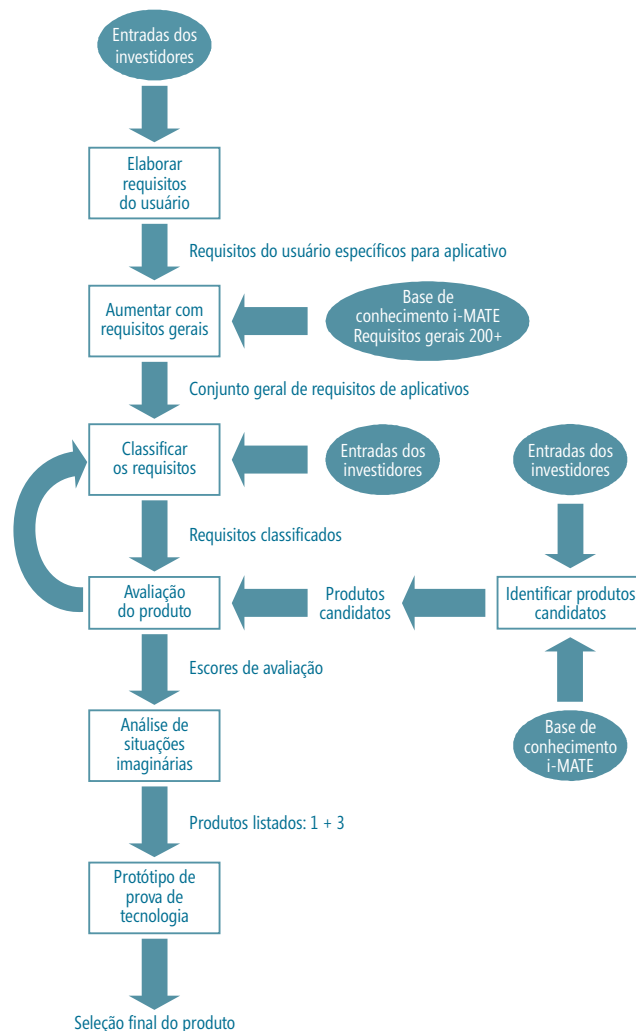 Entradas dos
investidores
Elaborar
requisitos
do usuário
Requisitos do usuário específicos para aplicativo
Aumentar com
requisitos gerais
Base de
conhecimento i-MATE
Requisitos gerais 200+
Conjunto geral de requisitos de aplicativos
Classificar
os requisitos
Entradas dos
investidores
Entradas dos
investidores
Requisitos classificados
Avaliação
do produto
Produtos
candidatos
Identificar produtos
candidatos
Escores de avaliação
Análise de
situações
imaginárias
Base de
conhecimento
i-MATE
Produtos listados: 1 + 3
Protótipo de
prova de
tecnologia
Seleção final do produto